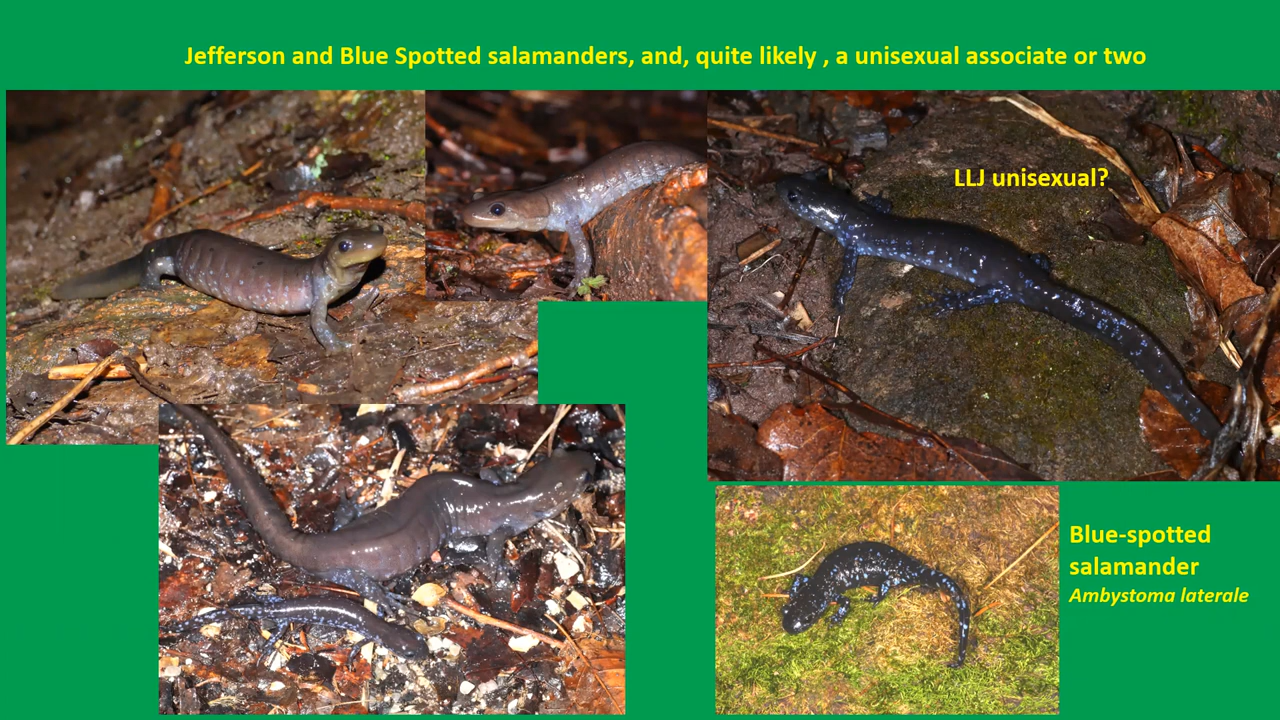 Jefferson and Blue Spotted salamanders, and, quite likely , a unisexual associate or two
LLJ unisexual?
Blue-spotted
salamander
Ambystoma laterale